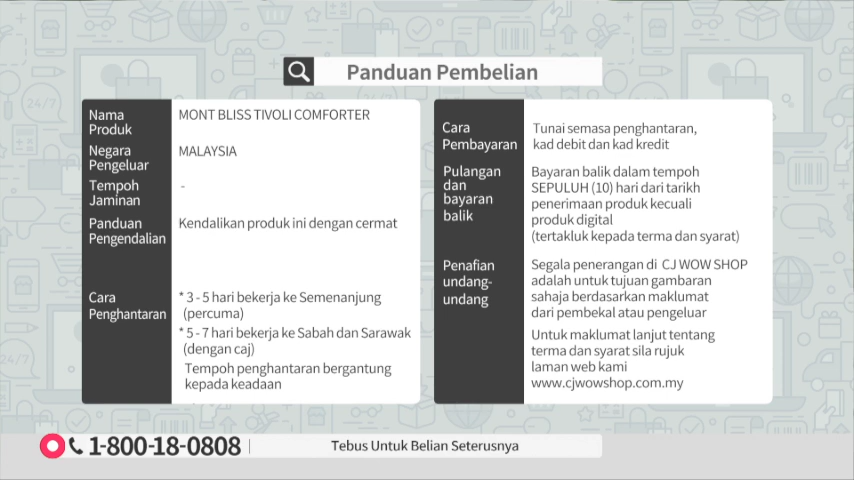 Panduan Pembelian
Nama
Produk
MONT BLISS TIVOLI COMFORTER
Negara
Pengeluar
MALAYSIA
Tempoh
Jaminan
-
Panduan
Pengendalian
Kendalikan produk ini dengan cermat
Cara
Penghantaran
* 3 - 5 hari bekerja ke Semenanjung
(percuma)
* 5 - 7 hari bekerja ke Sabah dan Sarawak
(dengan caj)
Tempoh penghantaran bergantung
kepada keadaan
Cara
Pembayaran
Tunai semasa penghantaran,
kad debit dan kad kredit
Pulangan
dan
bayaran
balik
Bayaran balik dalam tempoh
SEPULUH (10) hari dari tarikh
penerimaan produk kecuali
produk digital
(tertakluk kepada terma dan syarat)
Penafian
undang-
undang
Segala penerangan di CJ WOW SHOP
adalah untuk tujuan gambaran
sahaja berdasarkan maklumat
dari pembekal atau pengeluar
Untuk maklumat lanjut tentang
terma dan syarat sila rujuk
laman web kami
www.cjwowshop.com.my
1-800-18-0808
Tebus Untuk Belian Seterusnya
24/7
24/7